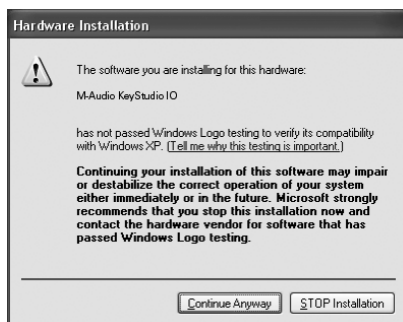 Hardware Installation
The software you are installing for this hardware:
M-Audio KeyStudio IO
has not passed Windows Logo testing to verify its compatibility
with Windows XP. (Tell me why this testing is important.)
Continuing your installation of this software may impair
or destabilize the correct operation of your system
either immediately or in the future. Microsoft strongly
recommends that you stop this installation now and
contact the hardware vendor for software that has
passed Windows Logo testing.
Continue Anyway
STOP Installation